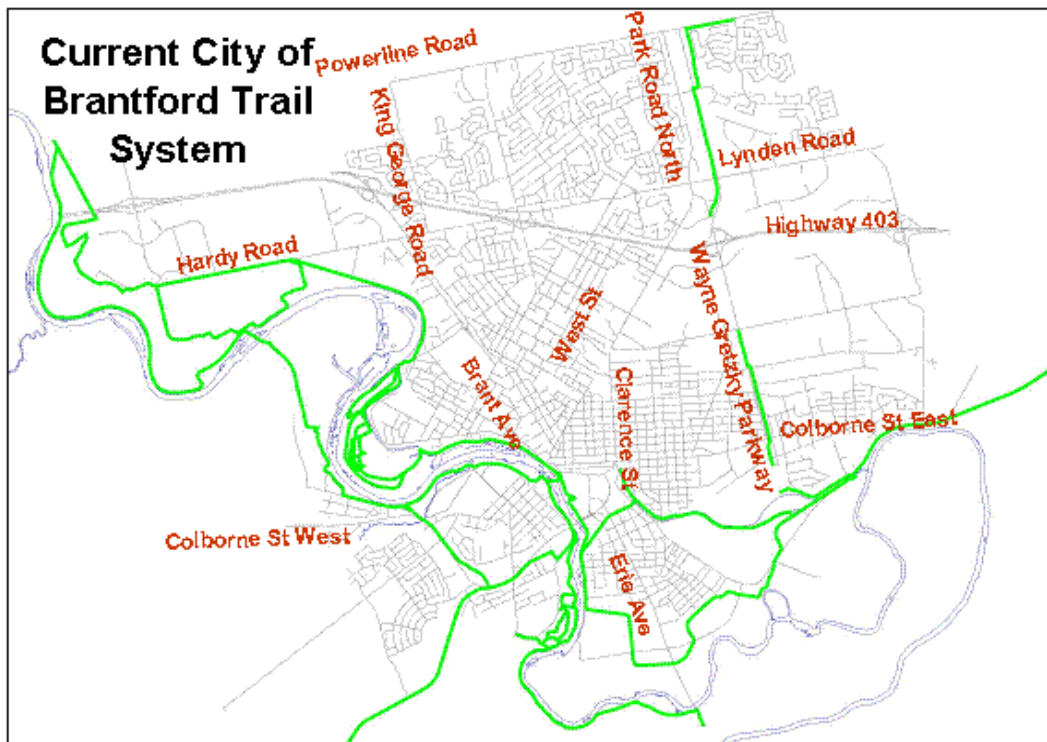 Current City of
Brantford Trail
System
Powerline Road
King George Road
Park Road North
Lynden Road
Highway 403
Hardy Road
Wayne Gretzky Parkway
West St
Brant Ave
Clarence St
Colborne St East
Colborne St West
Erie Ave